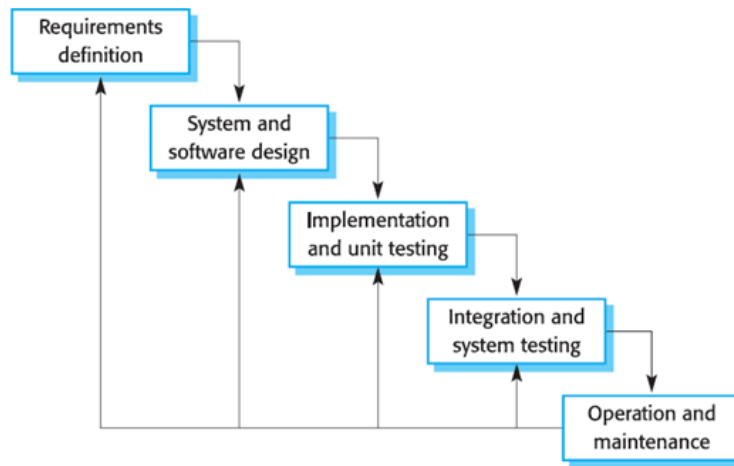 Requirements
definition
System and
software design
Implementation
and unit testing
Integration and
system testing
Operation and
maintenance